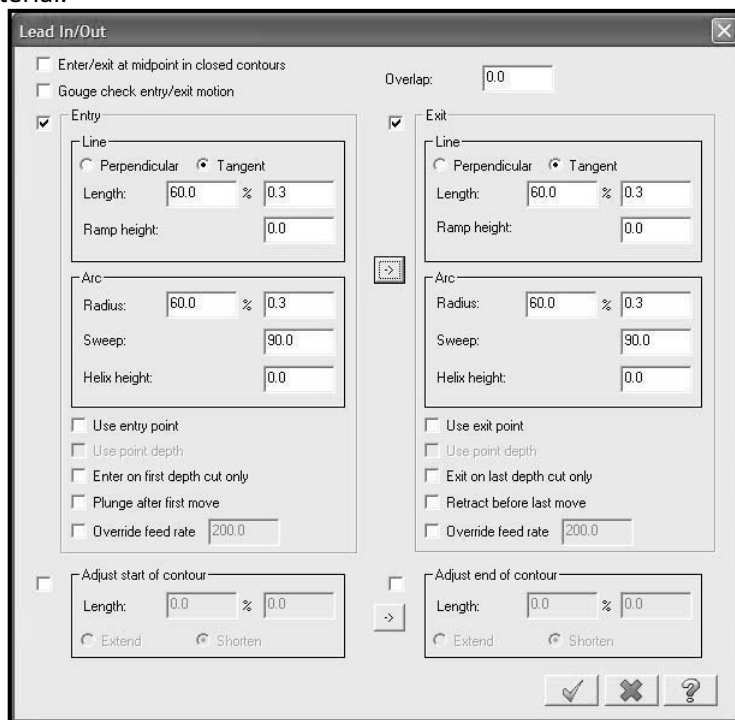 terial.
Lead In/Out
Enter/exit at midpoint in closed contours
Gouge check entry/exit motion
Overlap: 0.0
Entry
Line
Perpendicular Tangent
Length: 60.0 % 0.3
Ramp height: 0.0
Arc
Radius: 60.0 % 0.3
Sweep: 90.0
Helix height: 0.0
Use entry point
Use point depth
Enter on first depth cut only
Plunge after first move
Override feed rate 200.0
Adjust start of contour
Length: 0.0 % 0.0
Extend Shorten
->
Exit
Line
Perpendicular Tangent
Length: 60.0 % 0.3
Ramp height: 0.0
Arc
Radius: 60.0 % 0.3
Sweep: 90.0
Helix height: 0.0
Use exit point
Use point depth
Exit on last depth cut only
Retract before last move
Override feed rate 200.0
->
Adjust end of contour
Length: 0.0 % 0.0
Extend Shorten